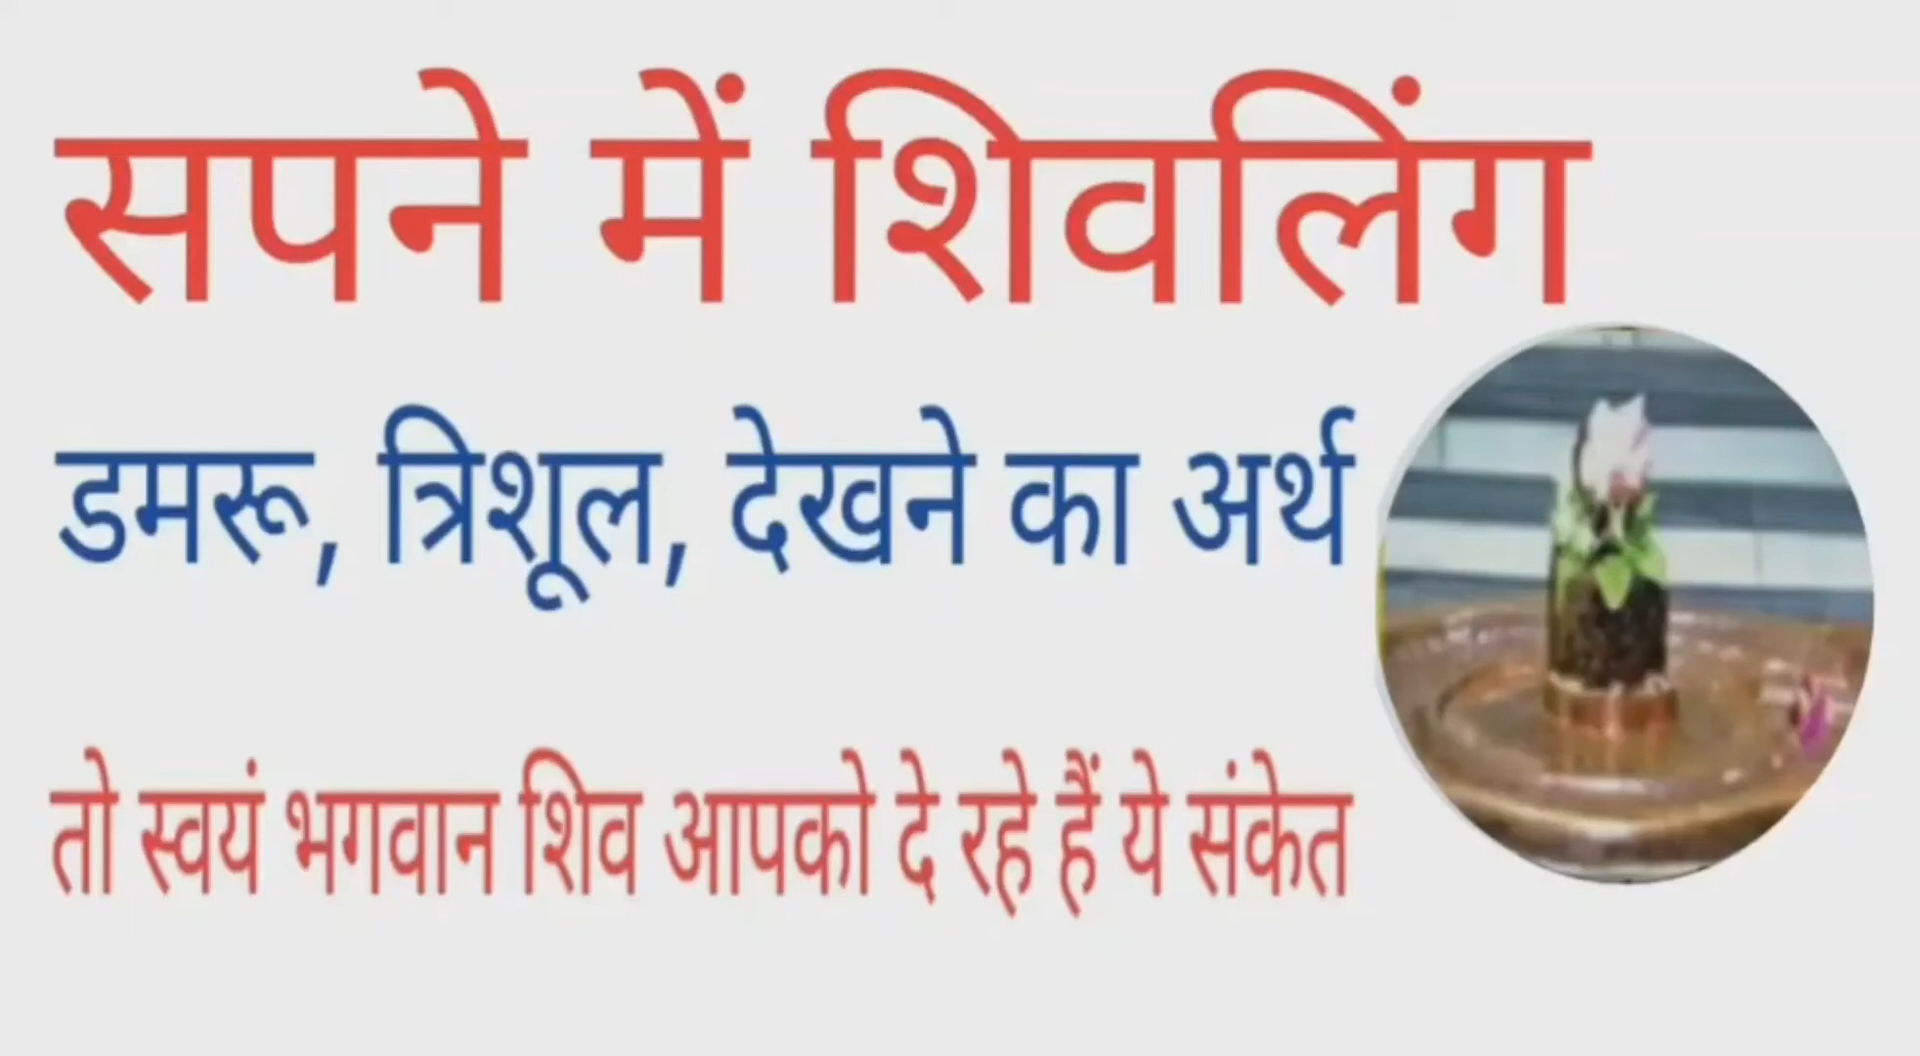 सपने में शिवलिंग
डमरू, त्रिशूल, देखने का अर्थ
तो स्वयं भगवान शिव आपको दे रहे हैं ये संकेत